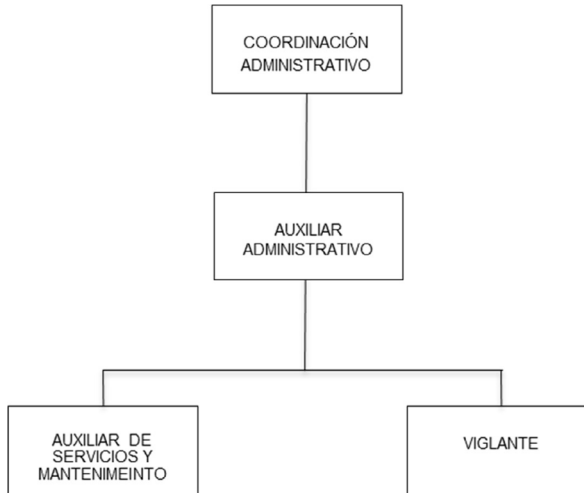 COORDINACIÓN
ADMINISTRATIVO
AUXILIAR
ADMINISTRATIVO
AUXILIAR DE
SERVICIOS Y
MANTENIMEINTO
VIGLANTE